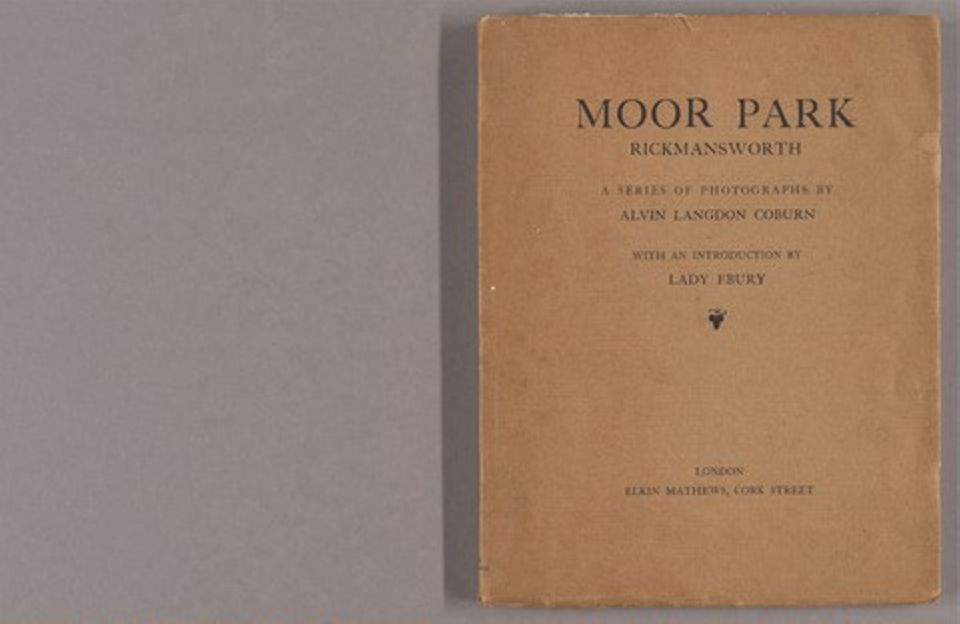 MOOR PARK
RICKMANSWORTH
A SERIES OF PHOTOGRAPHS BY
ALVIN LANGDON COBURN
WITH AN INTRODUCTION BY
LADY EBURY
LONDON
ELKIN MATHEWS, CORK STREET